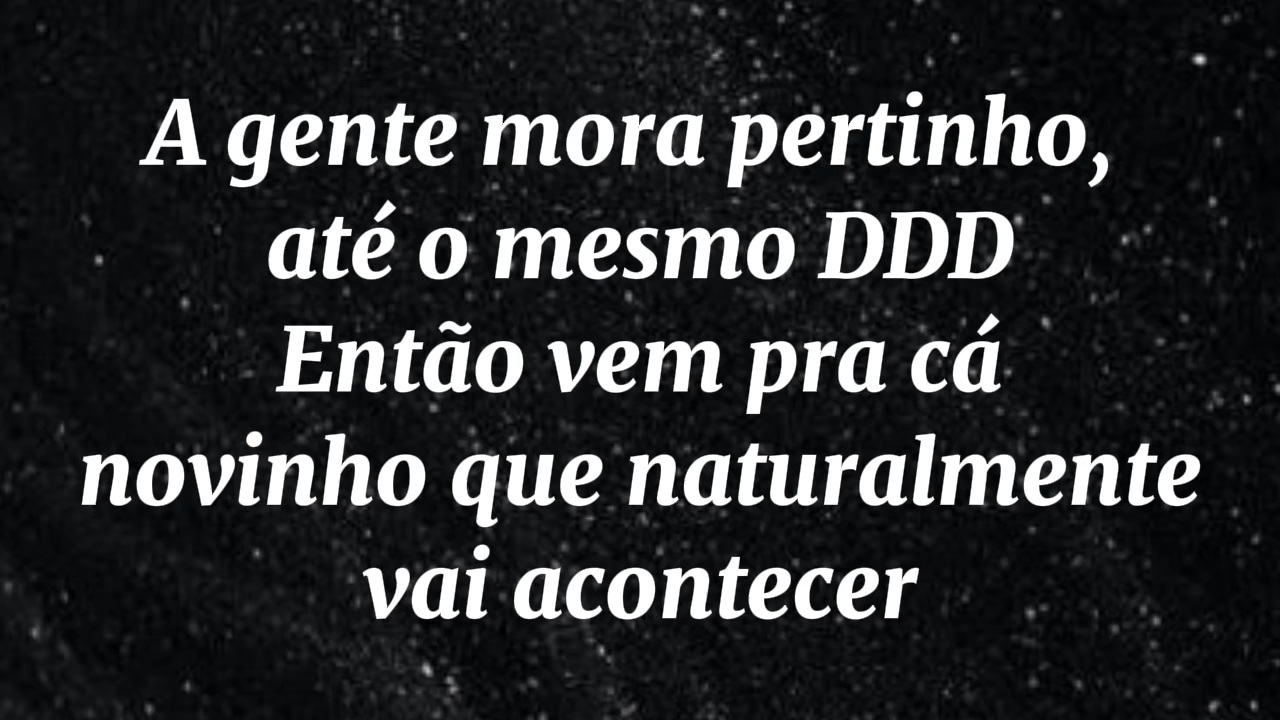 A gente mora pertinho,
até o mesmo DDD
Então vem pra cá
novinho que naturalmente
vai acontecer